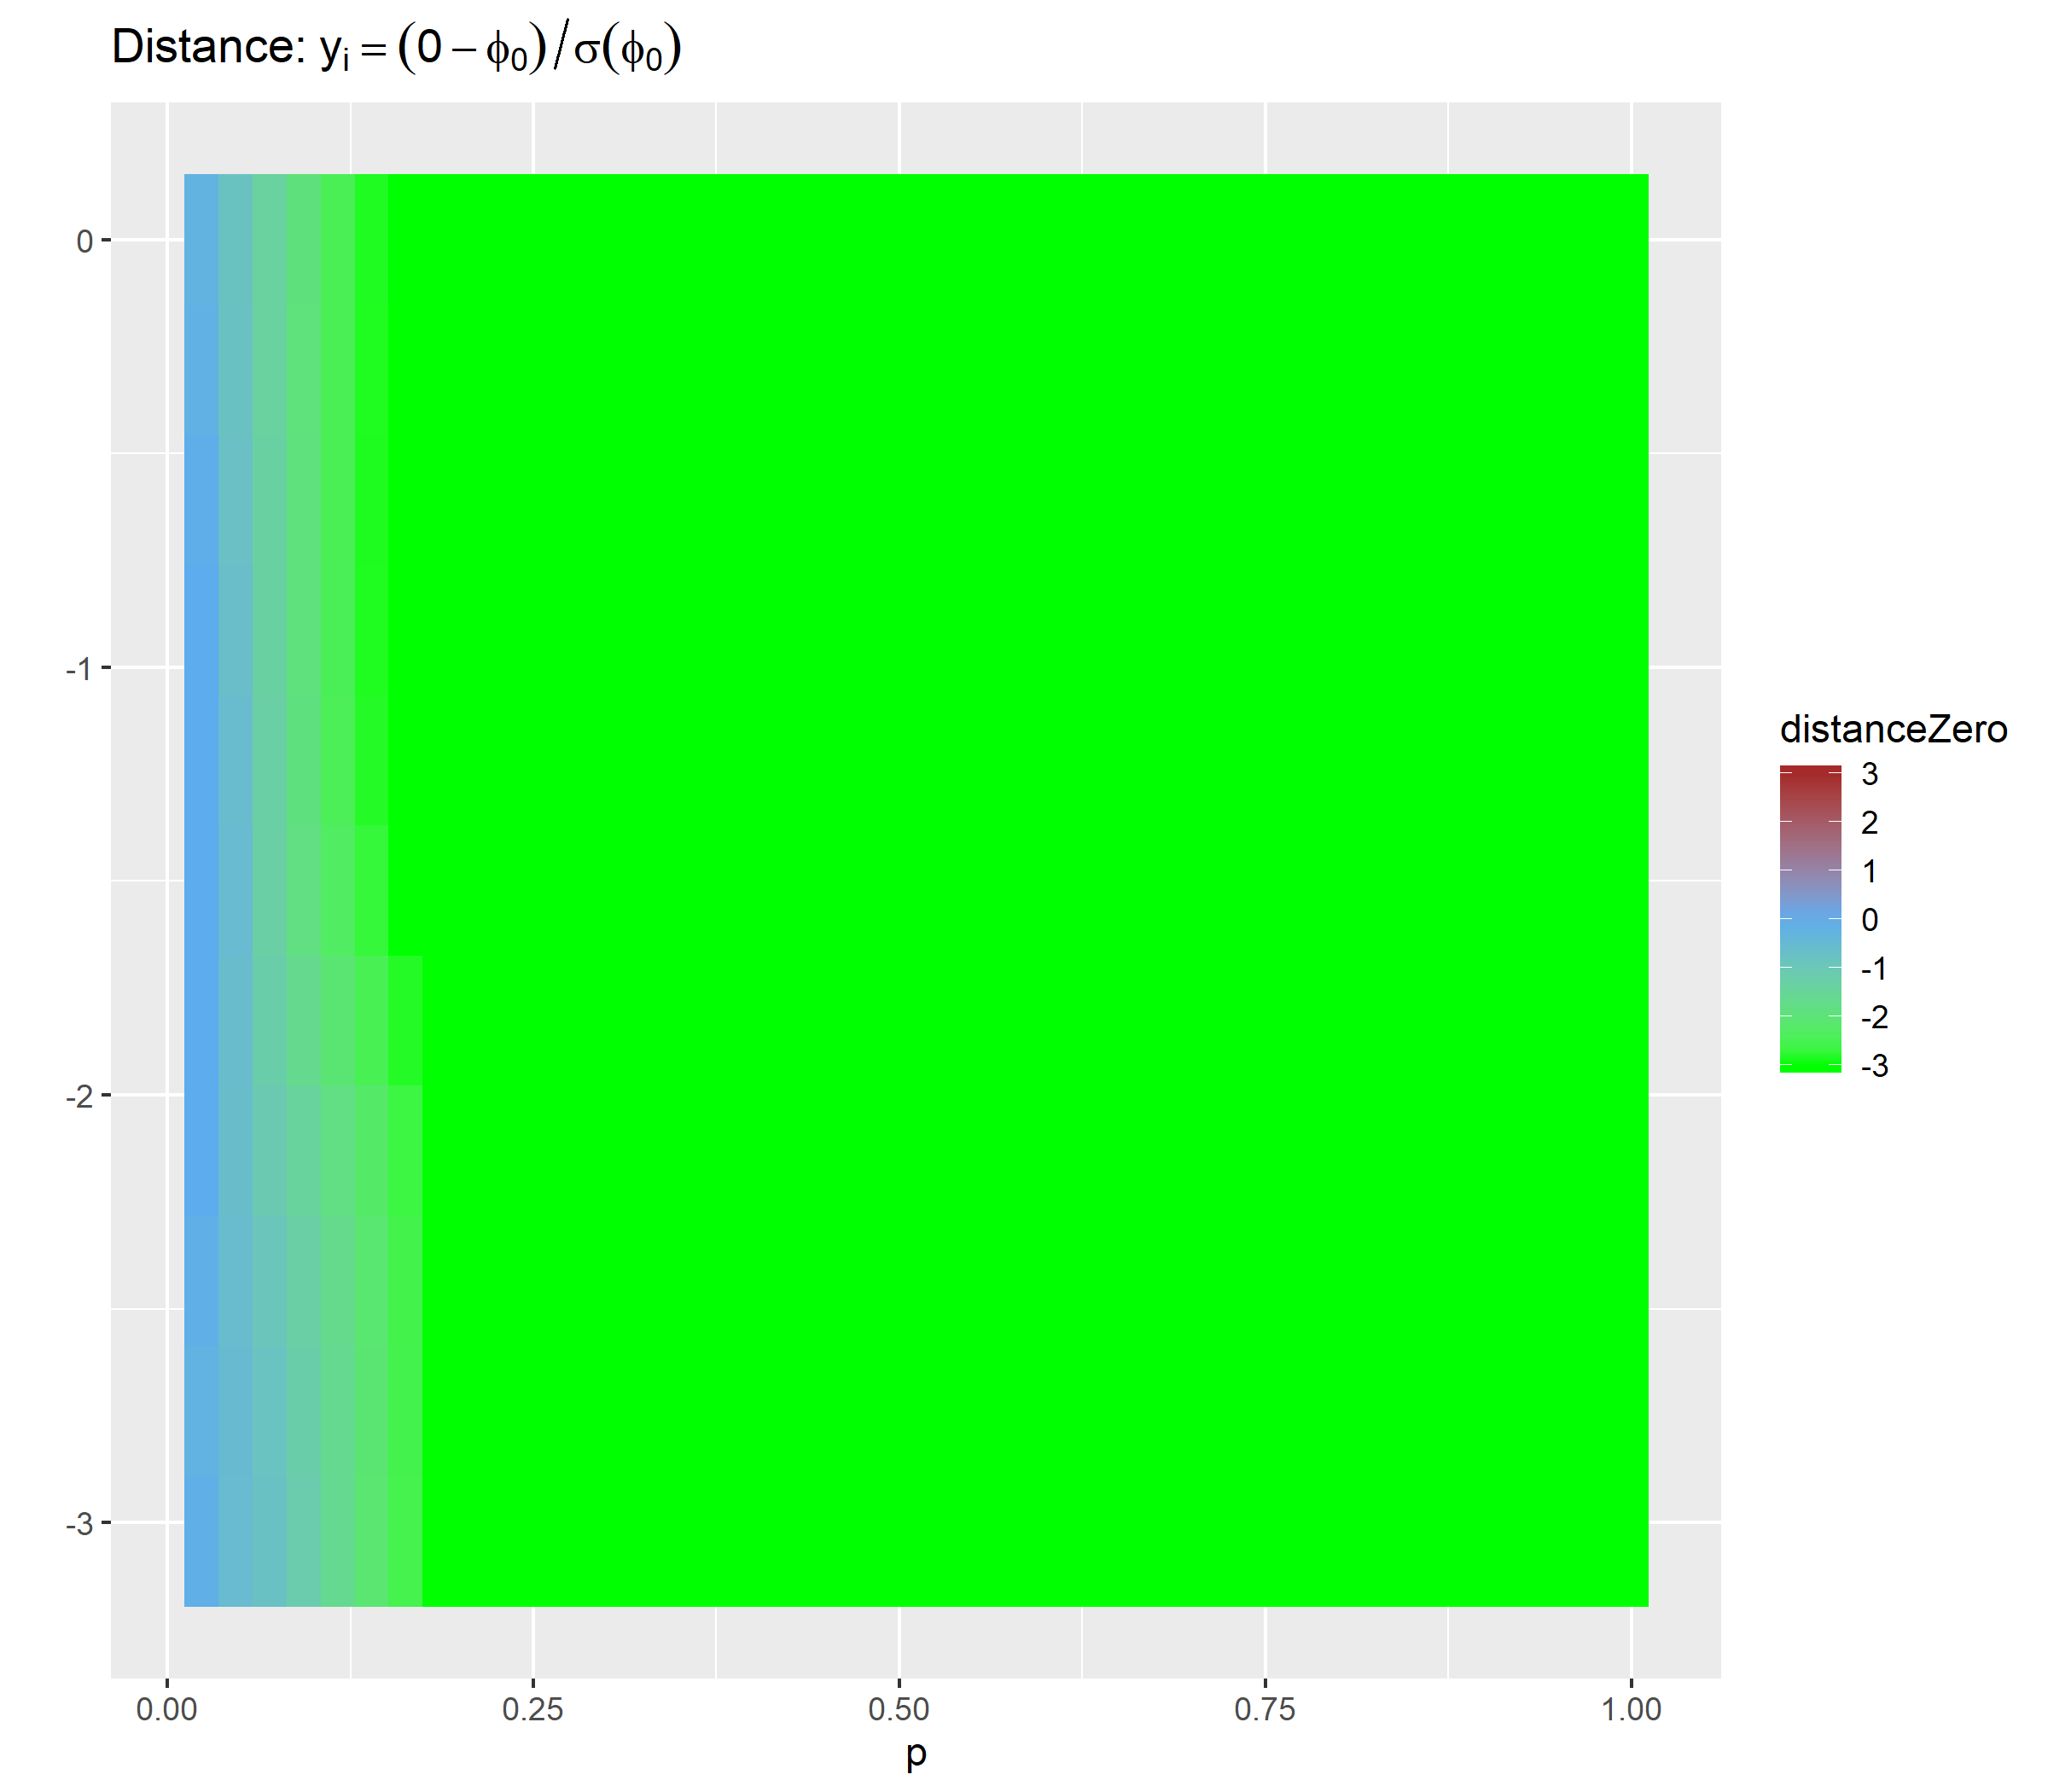 Distance: yᵢ = (0 − ϕ₀)/σ(ϕ₀)
0
-1
-2
-3
0.00 0.25 0.50 0.75 1.00
p
distanceZero
3
2
1
0
-1
-2
-3